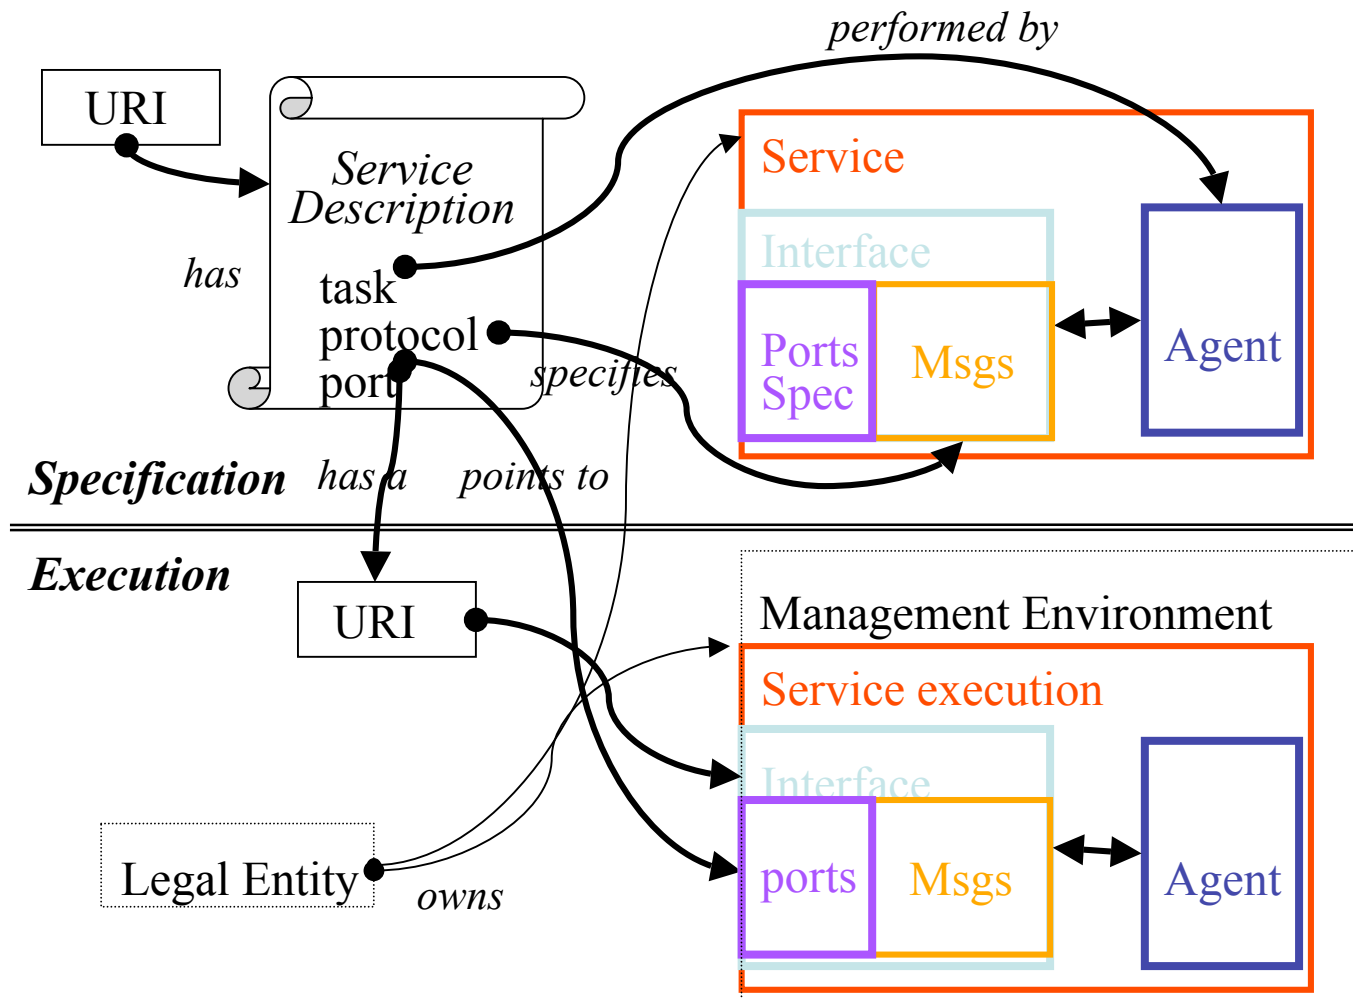 performed by
URI
Service
Description
has
task
protocol
port
specifies
Service
Interface
Ports
Spec
Msgs
Agent
Specification
has a
points to
Execution
URI
Management Environment
Service execution
Interface
ports
Msgs
Agent
Legal Entity
owns